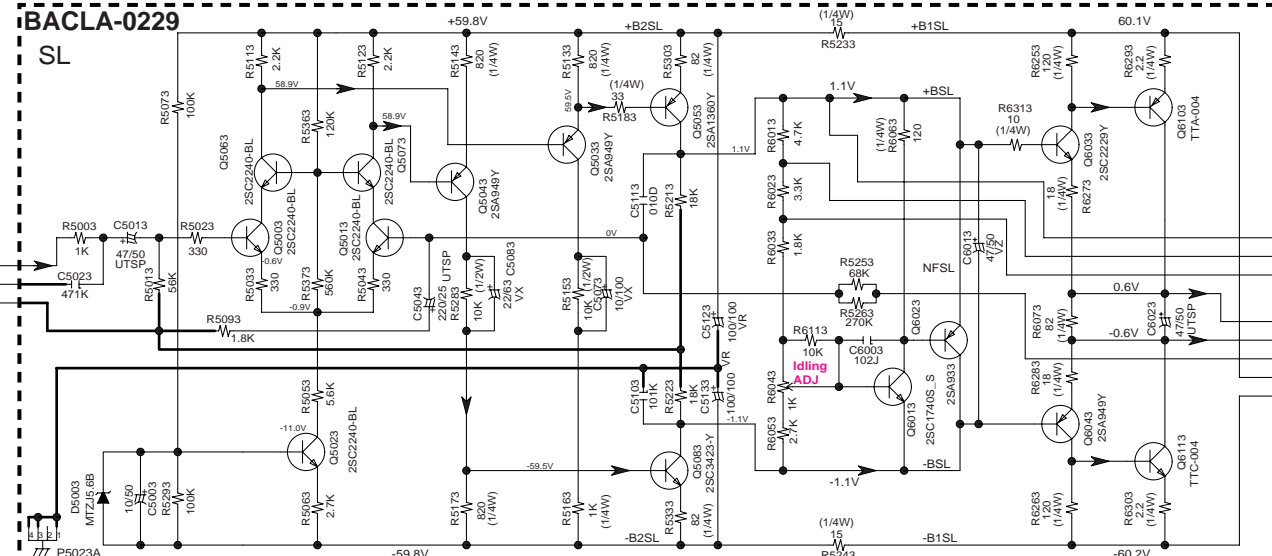 BACLA-0229
SL
+59.8V
+B2SL
(1/4W)
15
R5233
+B1SL
60.1V
R5073
100K
R5113
2.2K
R5363
120K
R5123
2.2K
R5143
820
(1/4W)
R5133
820
(1/4W)
R5303
82
(1/4W)
58.9V
58.9V
59.5V
(1/4W)
33
R5183
Q5053
2SA1360Y
Q5063
2SC2240-BL
2SC2240-BL
Q5073
Q5043
2SA949Y
Q5033
2SA949Y
1.1V
1.1V
+BSL
R6013
4.7K
(1/4W)
R6063
120
R6313
10
(1/4W)
R6253
120
(1/4W)
R6293
2.2
(1/4W)
Q6033
2SC2229Y
Q6103
TTA-004
R5003
1K
C5013
47/50
UTSP
R5023
330
Q5003
2SC2240-BL
Q5013
2SC2240-BL
C5113
010D
R5213
18K
0V
R6023
3.3K
R6033
1.8K
18
(1/4W)
R6273
C6013
47/50
VZ
C5023
471K
R5013
56K
-0.6V
R5033
330
R5373
560K
R5043
330
-0.9V
C5043
220/25 UTSP
R5283
10K
(1/2W)
C5083
22/63
VX
R5153
10K
(1/2W)
C5073
10/100
VX
R5253
68K
R5263
270K
NFSL
Q6023
2SA933
0.6V
-0.6V
R6073
82
(1/4W)
C6023
47/50
UTSP
R5093
1.8K
C5123
100/100
VR
VR
C5133
100/100
R6113
10K
C6003
102J
Idling
ADJ
R6043
1K
R6053
2.7K
Q6013
2SC1740S_S
R6283
18
(1/4W)
Q6043
2SA949Y
R5053
5.6K
C5103
101K
R5223
18K
-1.1V
-11.0V
Q5023
2SC2240-BL
-59.5V
Q5083
2SC3423-Y
-BSL
-1.1V
Q6113
TTC-004
D5003
MTZJ5.6B
10/50
C5003
R5293
100K
R5063
2.7K
R5173
820
(1/4W)
R5163
1K
(1/4W)
R5333
82
(1/4W)
R6263
120
(1/4W)
R6303
2.2
(1/4W)
4 3 2 1
P5023A
-59.8V
-B2SL
(1/4W)
15
R5243
-B1SL
-60.2V